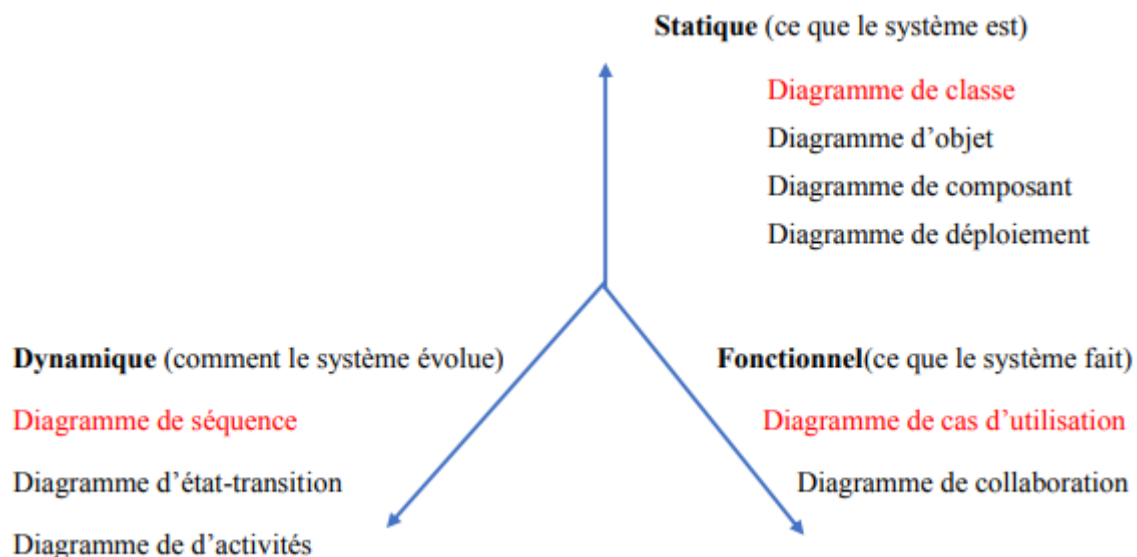 Statique (ce que le système est)
Diagramme de classe
Diagramme d’objet
Diagramme de composant
Diagramme de déploiement
Dynamique (comment le système évolue)
Diagramme de séquence
Diagramme d’état-transition
Diagramme de d’activités
Fonctionnel(ce que le système fait)
Diagramme de cas d’utilisation
Diagramme de collaboration